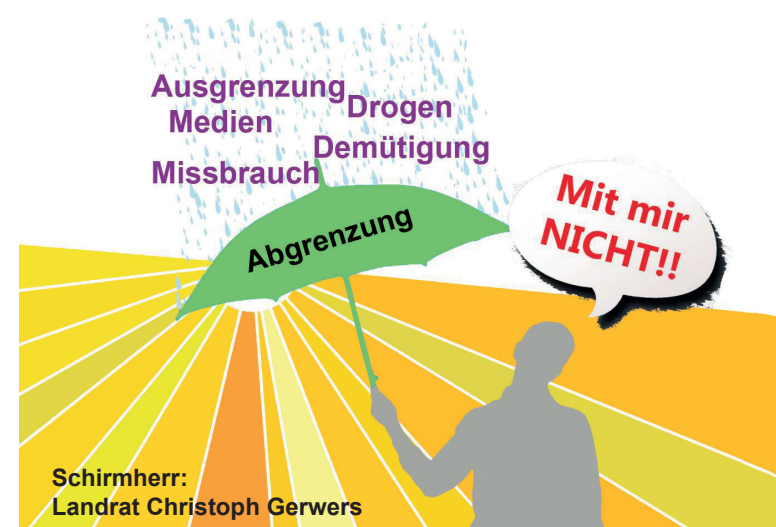 Ausgrenzung
Drogen
Medien
Demütigung
Missbrauch
Abgrenzung
Mit mir
NICHT!!
Schirmherr:
Landrat Christoph Gerwers